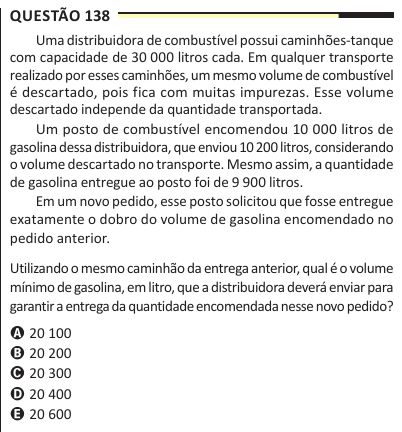 QUESTÃO 138
Uma distribuidora de combustível possui caminhões-tanque
com capacidade de 30 000 litros cada. Em qualquer transporte
realizado por esses caminhões, um mesmo volume de combustível
é descartado, pois fica com muitas impurezas. Esse volume
descartado independe da quantidade transportada.
Um posto de combustível encomendou 10 000 litros de
gasolina dessa distribuidora, que enviou 10 200 litros, considerando
o volume descartado no transporte. Mesmo assim, a quantidade
de gasolina entregue ao posto foi de 9 900 litros.
Em um novo pedido, esse posto solicitou que fosse entregue
exatamente o dobro do volume de gasolina encomendado no
pedido anterior.
Utilizando o mesmo caminhão da entrega anterior, qual é o volume
mínimo de gasolina, em litro, que a distribuidora deverá enviar para
garantir a entrega da quantidade encomendada nesse novo pedido?
A 20 100
B 20 200
C 20 300
D 20 400
E 20 600